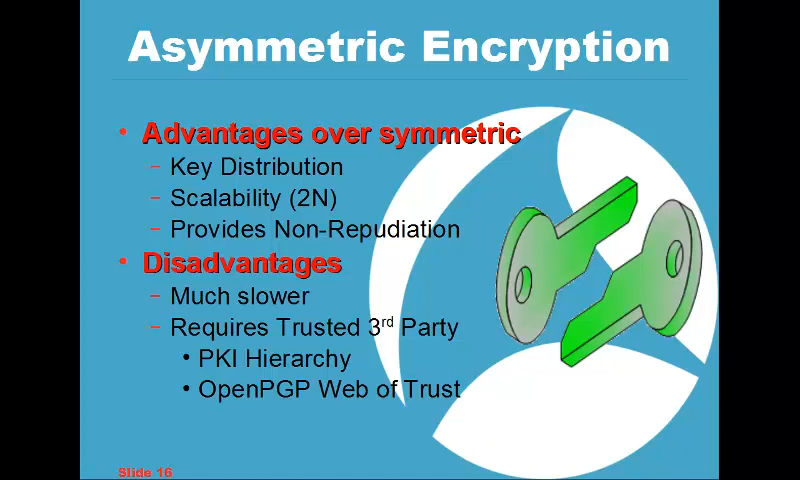 Asymmetric Encryption
• Advantages over symmetric
– Key Distribution
– Scalability (2N)
– Provides Non-Repudiation
• Disadvantages
– Much slower
– Requires Trusted 3rd Party
• PKI Hierarchy
• OpenPGP Web of Trust
Slide 16